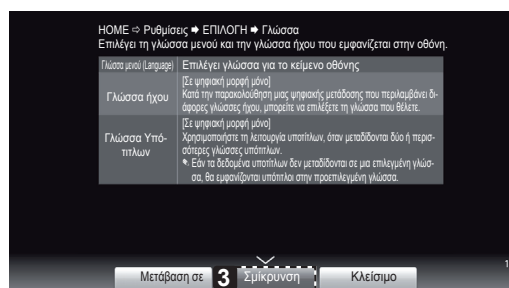 HOME ⇨ Ρυθμίσεις ➡ ΕΠΙΛΟΓΗ ➡ Γλώσσα
Επιλέγει τη γλώσσα μενού και την γλώσσα ήχου που εμφανίζεται στην οθόνη.
Γλώσσα μενού (Language) Επιλέγει γλώσσα για το κείμενο οθόνης
[Σε ψηφιακή μορφή μόνο]
Γλώσσα ήχου
Κατά την παρακολούθηση μιας ψηφιακής μετάδοσης που περιλαμβάνει δι-
άφορες γλώσσες ήχου, μπορείτε να επιλέξετε τη γλώσσα που θέλετε.
Γλώσσα Υπό-
τιτλων
[Σε ψηφιακή μορφή μόνο]
Χρησιμοποιήστε τη λειτουργία υποτίτλων, όταν μεταδίδονται δύο ή περισ-
σότερες γλώσσες υπότιτλων.
Εάν τα δεδομένα υποτίτλων δεν μεταδίδονται σε μια επιλεγμένη γλώσ-
σα, θα εμφανίζονται υπότιτλοι στην προεπιλεγμένη γλώσσα.
Μετάβαση σε 3 Σμίκρυνση Κλείσιμο
1